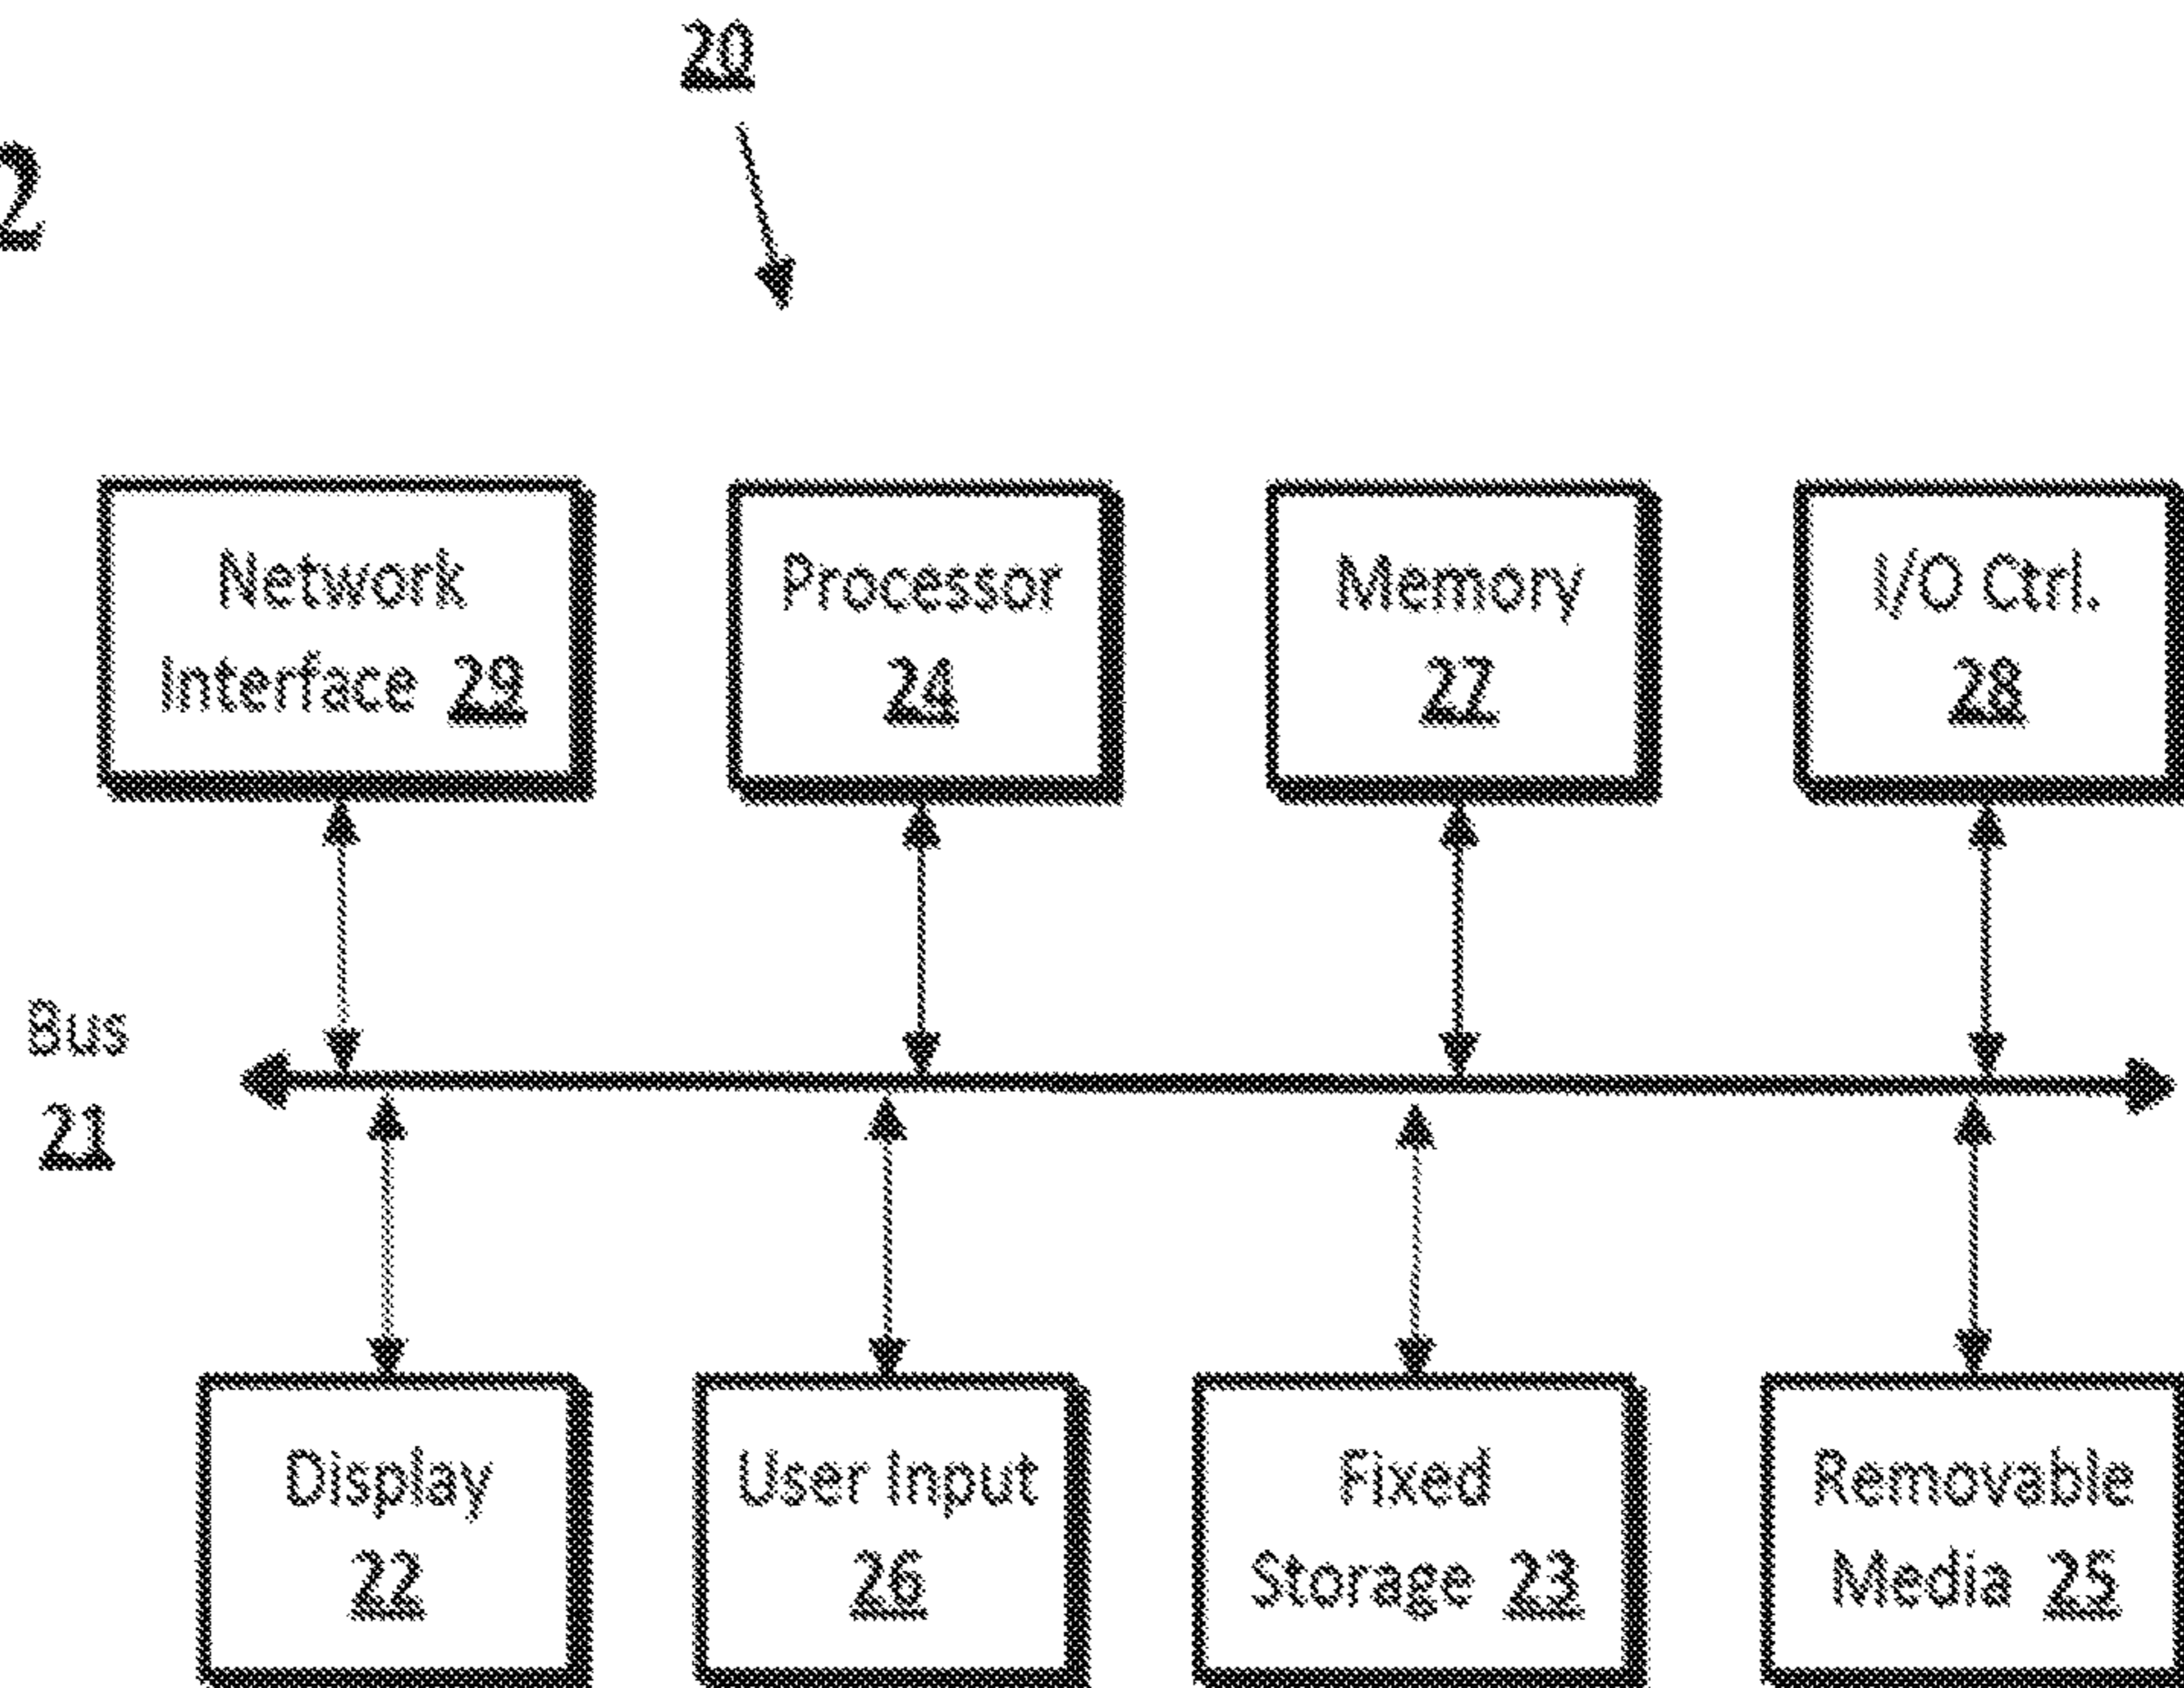 20
2
Network
Interface 29
Processor
24
Memory
27
I/O Ctrl.
28
Bus
21
Display
22
User Input
26
Fixed
Storage 23
Removable
Media 25